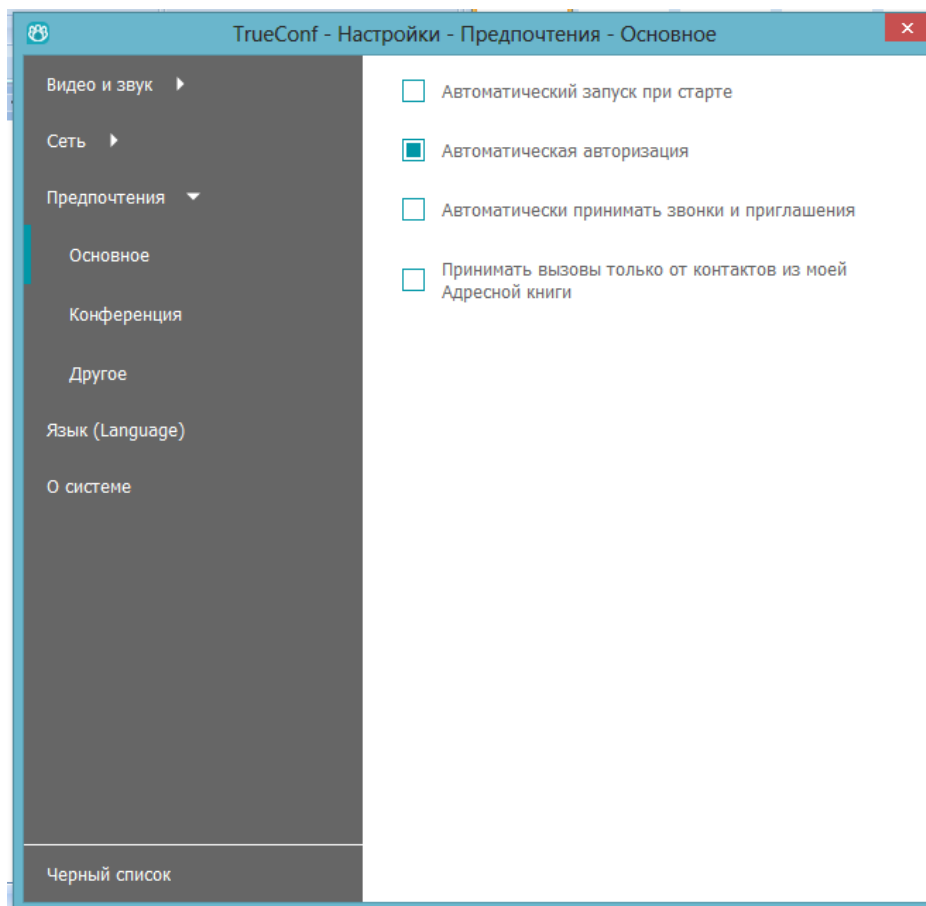 TrueConf - Настройки - Предпочтения - Основное
Видео и звук
Сеть
Предпочтения
Основное
Конференция
Другое
Язык (Language)
О системе
Черный список
Автоматический запуск при старте
Автоматическая авторизация
Автоматически принимать звонки и приглашения
Принимать вызовы только от контактов из моей
Адресной книги